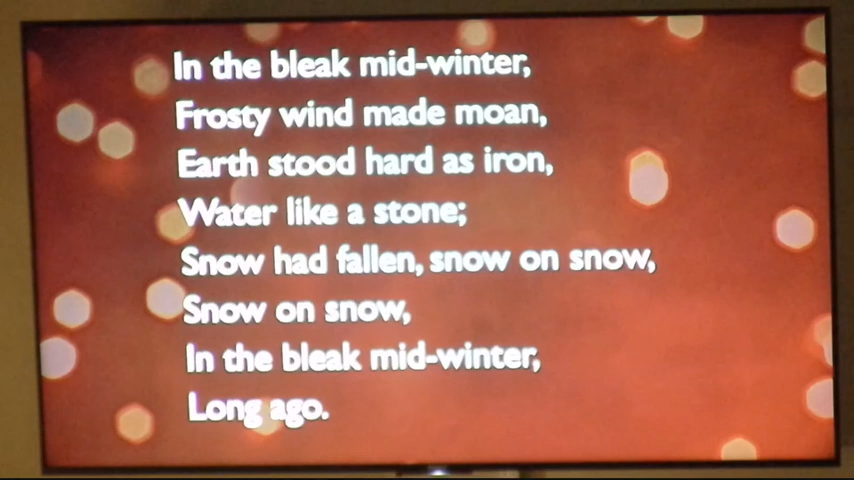 In the bleak mid-winter,
Frosty wind made moan,
Earth stood hard as iron,
Water like a stone;
Snow had fallen, snow on snow,
Snow on snow,
In the bleak mid-winter,
Long ago.